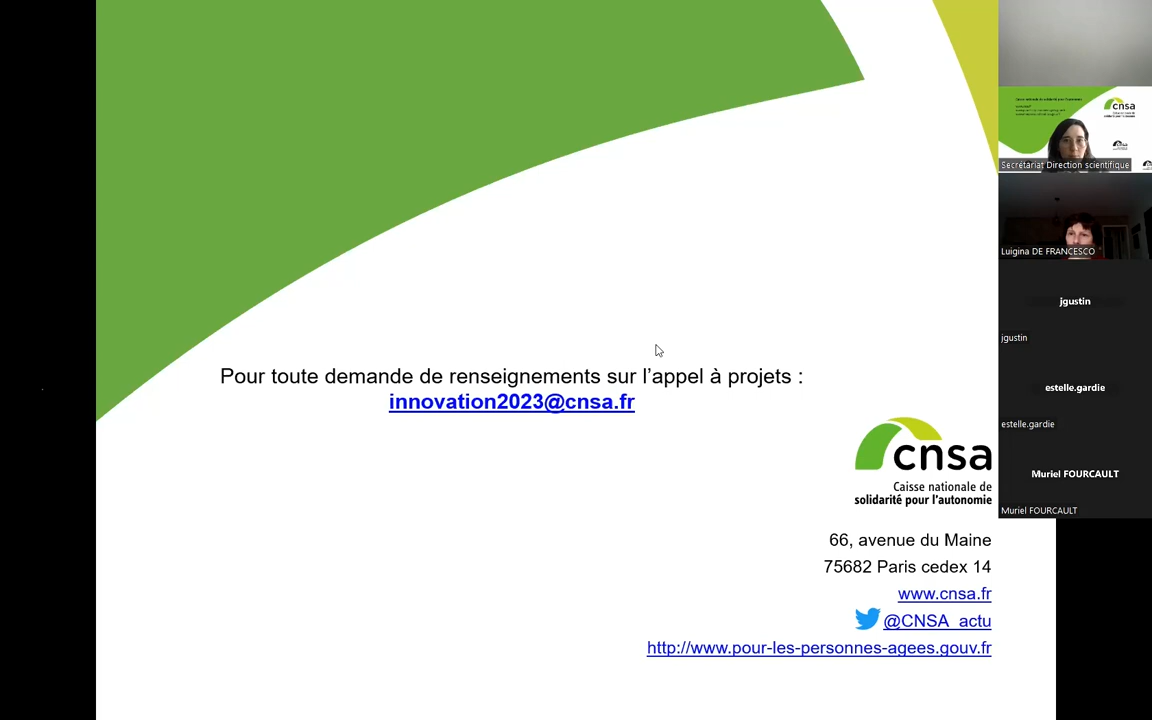 Pour toute demande de renseignements sur l'appel à projets :
innovation2023@cnsa.fr
cnsa
Caisse nationale de
solidarité pour l'autonomie
66, avenue du Maine
75682 Paris cedex 14
www.cnsa.fr
@CNSA_actu
http://www.pour-les-personnes-agees.gouv.fr
cnsa
Secrétariat Direction scientifique
Luigina DE FRANCESCO
jgustin
jgustin
estelle.gardie
estelle.gardie
Muriel FOURCAULT
Muriel FOURCAULT